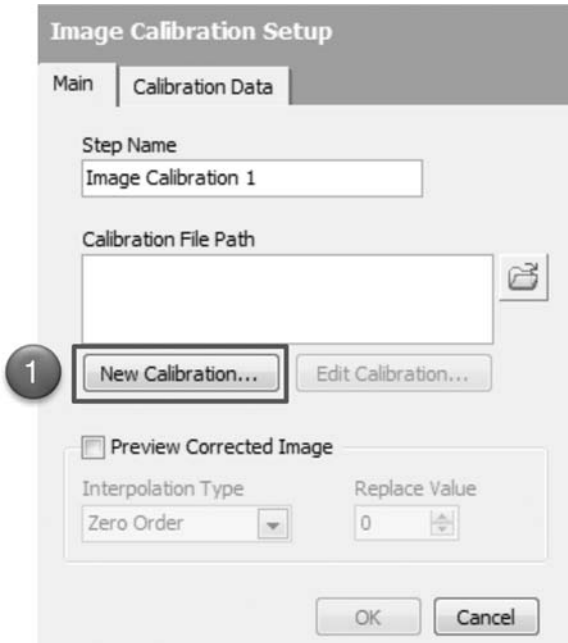 Image Calibration Setup
Main
Calibration Data
Step Name
Image Calibration 1
Calibration File Path
1
New Calibration...
Edit Calibration...
Preview Corrected Image
Interpolation Type
Replace Value
Zero Order
0
OK
Cancel